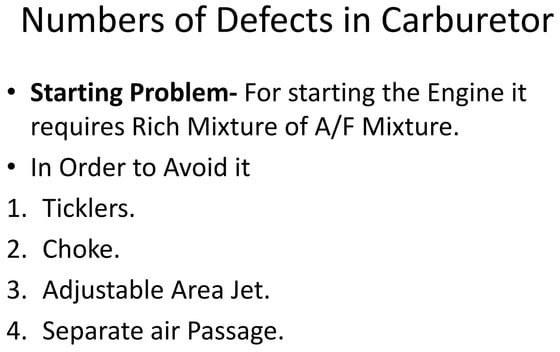 Numbers of Defects in Carburetor
• Starting Problem- For starting the Engine it
requires Rich Mixture of A/F Mixture.
• In Order to Avoid it
1. Ticklers.
2. Choke.
3. Adjustable Area Jet.
4. Separate air Passage.